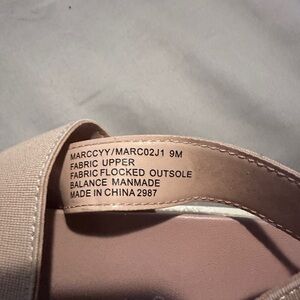 MARCCYY/MARC02J1 9M
FABRIC UPPER
FABRIC FLOCKED OUTSOLE
BALANCE MANMADE
MADE IN CHINA 2987